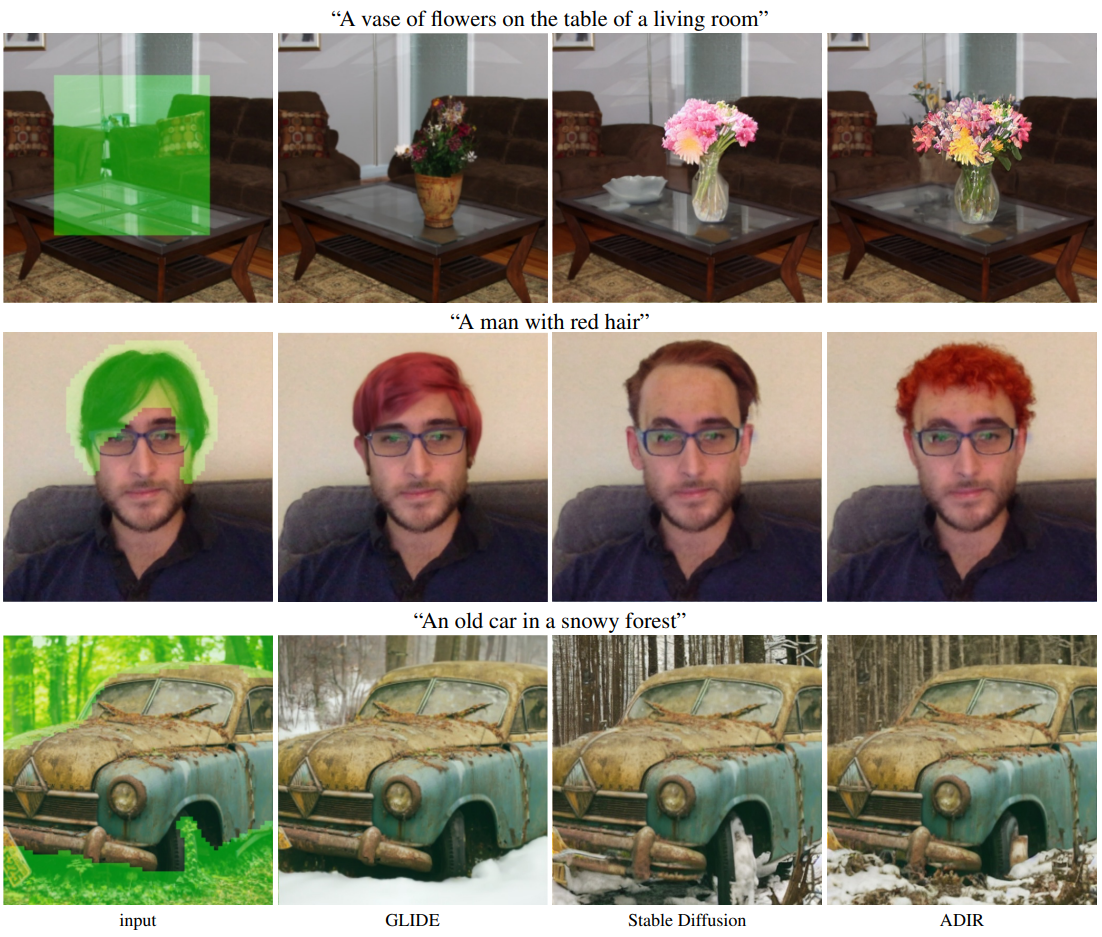 “A vase of flowers on the table of a living room”
“A man with red hair”
“An old car in a snowy forest”
input
GLIDE
Stable Diffusion
ADIR